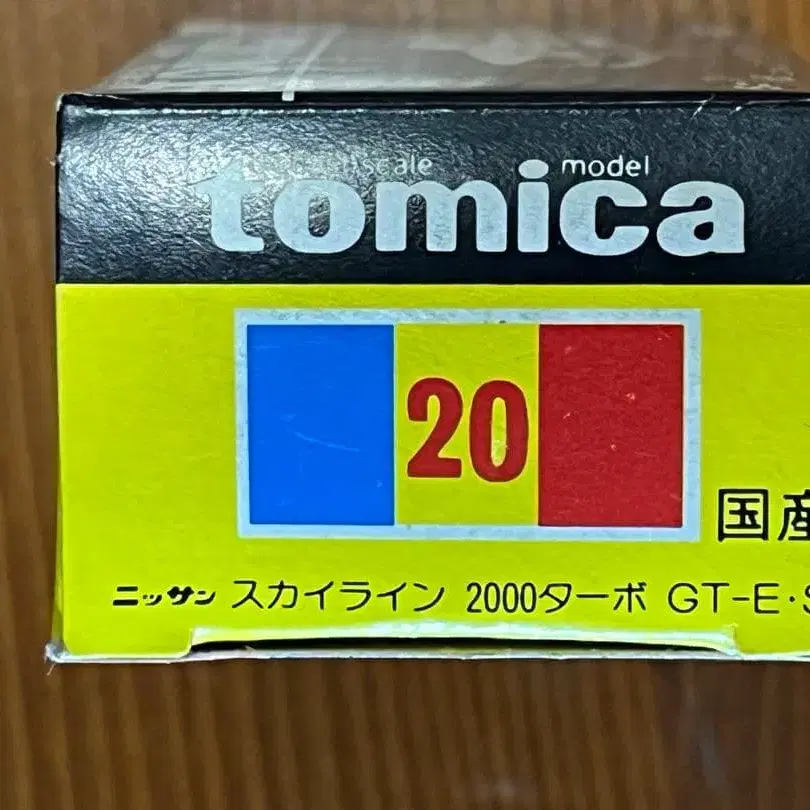 scale model
tomica
20
国産
ニッサン スカイライン 2000ターボ GT-E・S